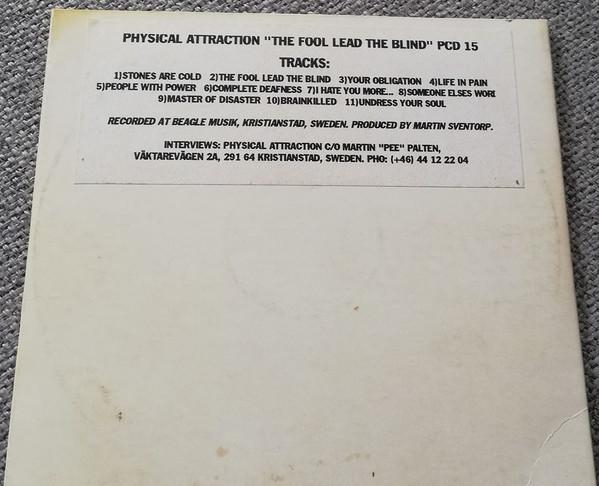 PHYSICAL ATTRACTION "THE FOOL LEAD THE BLIND" PCD 15
TRACKS:
1)STONES ARE COLD 2)THE FOOL LEAD THE BLIND 3)YOUR OBLIGATION 4)LIFE IN PAIN
5)PEOPLE WITH POWER 6)COMPLETE DEAFNESS 7)I HATE YOU MORE... 8)SOMEONE ELSES WORL
9)MASTER OF DISASTER 10)BRAINKILLED 11)UNDRESS YOUR SOUL
RECORDED AT BEAGLE MUSIK, KRISTIANSTAD, SWEDEN. PRODUCED BY MARTIN SVENTORP.
INTERVIEWS: PHYSICAL ATTRACTION C/O MARTIN "PEE" PALTEN,
VÄKTAREVÄGEN 2A, 291 64 KRISTIANSTAD, SWEDEN. PHO: (+46) 44 12 22 04